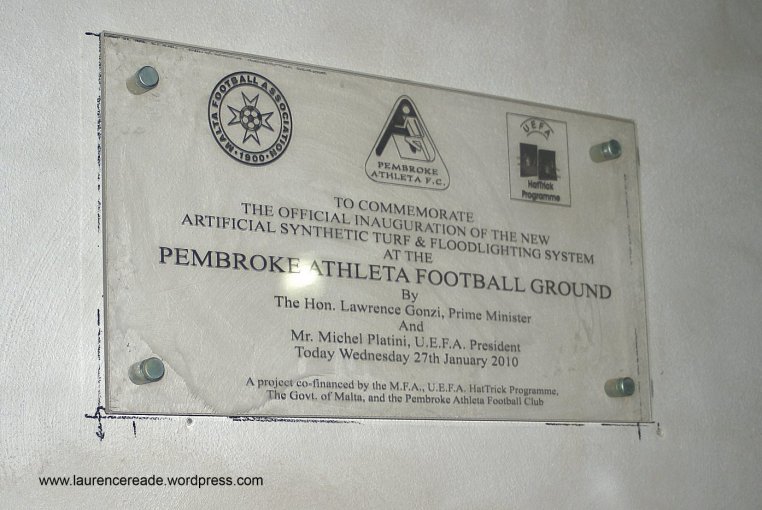 MALTA FOOTBALL ASSOCIATION
• 1900 •
PEMBROKE
ATHLETA F.C.
UEFA
HatTrick
Programme
TO COMMEMORATE
THE OFFICIAL INAUGURATION OF THE NEW
ARTIFICIAL SYNTHETIC TURF & FLOODLIGHTING SYSTEM
AT THE
PEMBROKE ATHLETA FOOTBALL GROUND
By
The Hon. Lawrence Gonzi, Prime Minister
And
Mr. Michel Platini, U.E.F.A. President
Today Wednesday 27th January 2010
A project co-financed by the M.F.A., U.E.F.A. HatTrick Programme,
The Govt. of Malta, and the Pembroke Athleta Football Club
www.laurencereade.wordpress.com